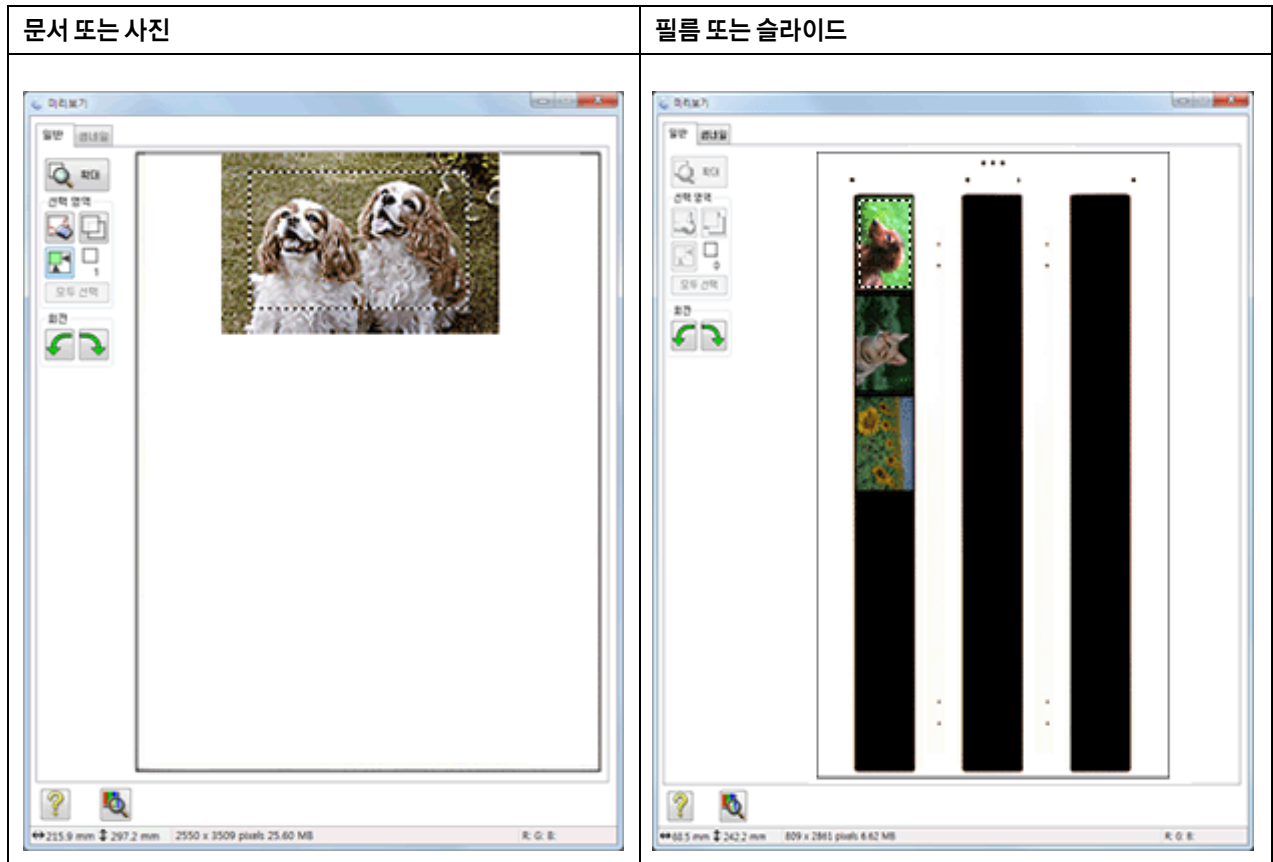 문서 또는 사진
필름 또는 슬라이드
미리보기
일반 썸네일
확대
선택 영역
1
모두 선택
회전
215.9 mm 297.2 mm 2550 x 3509 pixels 25.60 MB R: G: B:
미리보기
일반 썸네일
확대
선택 영역
0
모두 선택
회전
68.5 mm 242.2 mm 809 x 2861 pixels 6.62 MB R: G: B: